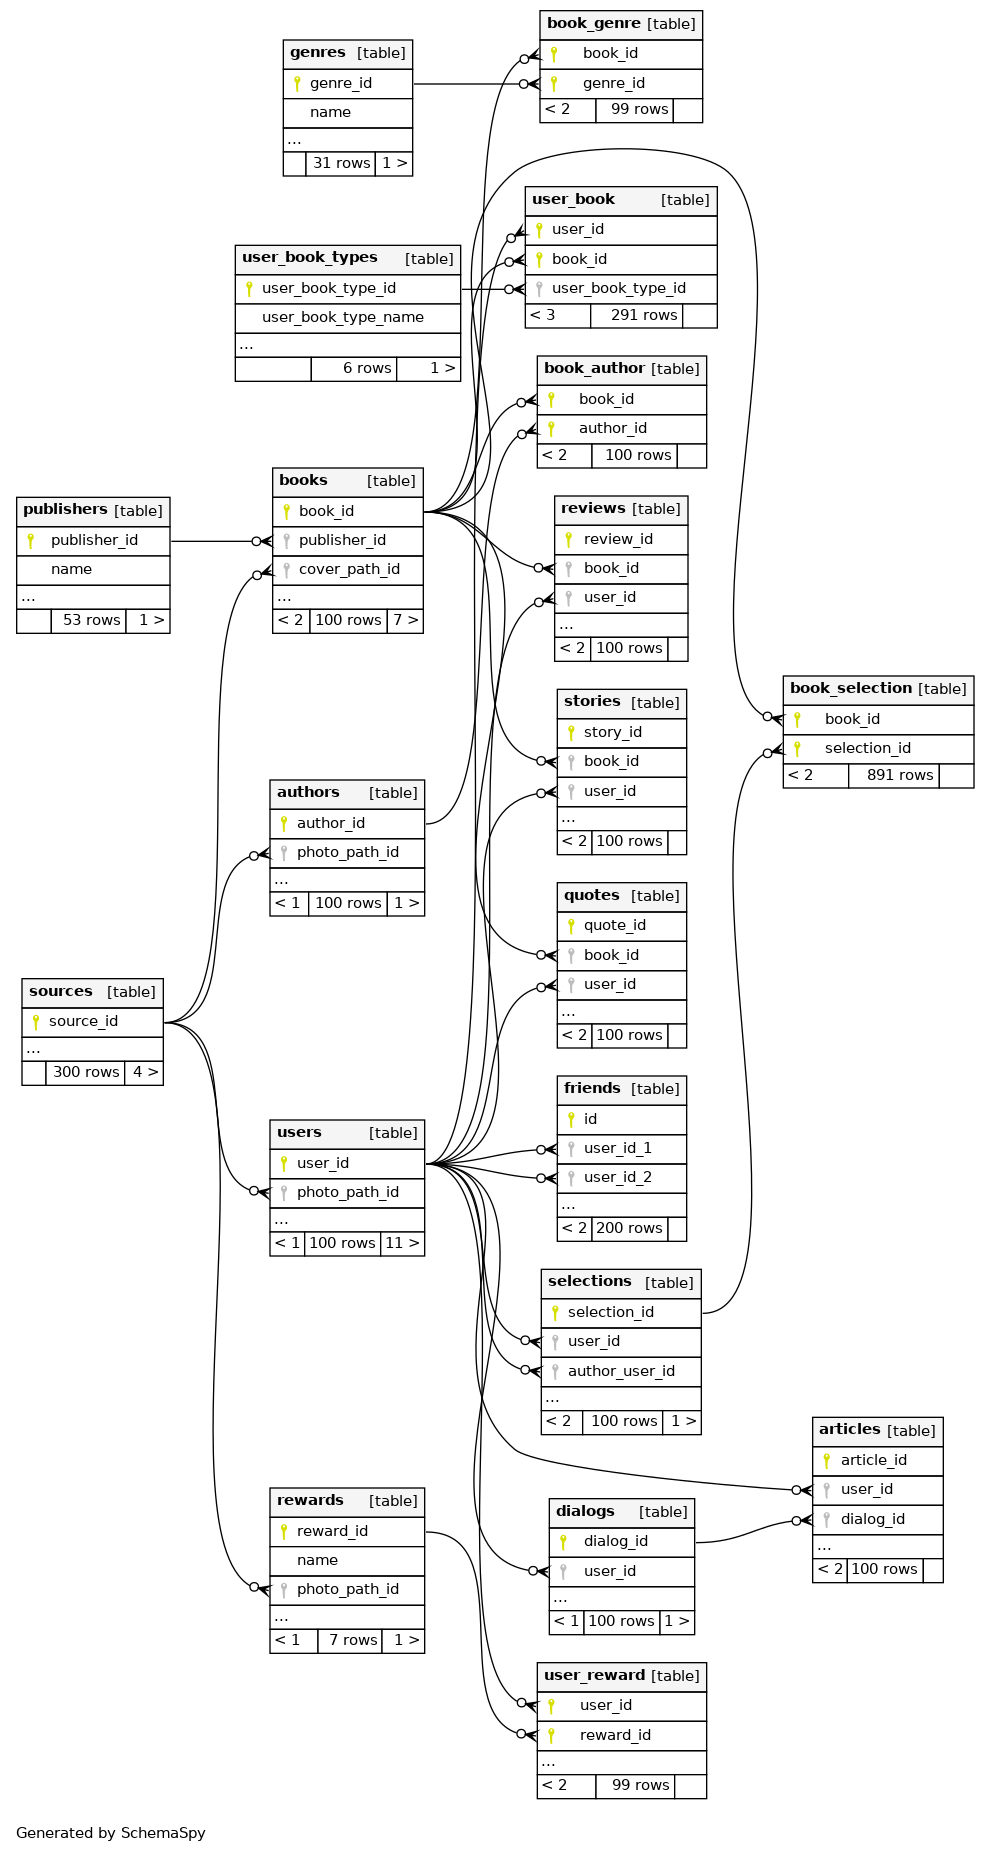 book_genre [table]
book_id
genre_id
< 2 99 rows
genres [table]
genre_id
name
...
31 rows 1 >
user_book [table]
user_id
book_id
user_book_type_id
< 3 291 rows
user_book_types [table]
user_book_type_id
user_book_type_name
...
6 rows 1 >
book_author [table]
book_id
author_id
< 2 100 rows
books [table]
book_id
publisher_id
cover_path_id
...
< 2 100 rows 7 >
publishers [table]
publisher_id
name
...
53 rows 1 >
reviews [table]
review_id
book_id
user_id
...
< 2 100 rows
stories [table]
story_id
book_id
user_id
...
< 2 100 rows
book_selection [table]
book_id
selection_id
< 2 891 rows
authors [table]
author_id
photo_path_id
...
< 1 100 rows 1 >
quotes [table]
quote_id
book_id
user_id
...
< 2 100 rows
sources [table]
source_id
...
300 rows 4 >
friends [table]
id
user_id_1
user_id_2
...
< 2 200 rows
users [table]
user_id
photo_path_id
...
< 1 100 rows 11 >
selections [table]
selection_id
user_id
author_user_id
...
< 2 100 rows 1 >
articles [table]
article_id
user_id
dialog_id
...
< 2 100 rows
rewards [table]
reward_id
name
photo_path_id
...
< 1 7 rows 1 >
dialogs [table]
dialog_id
user_id
...
< 1 100 rows 1 >
user_reward [table]
user_id
reward_id
...
< 2 99 rows
Generated by SchemaSpy